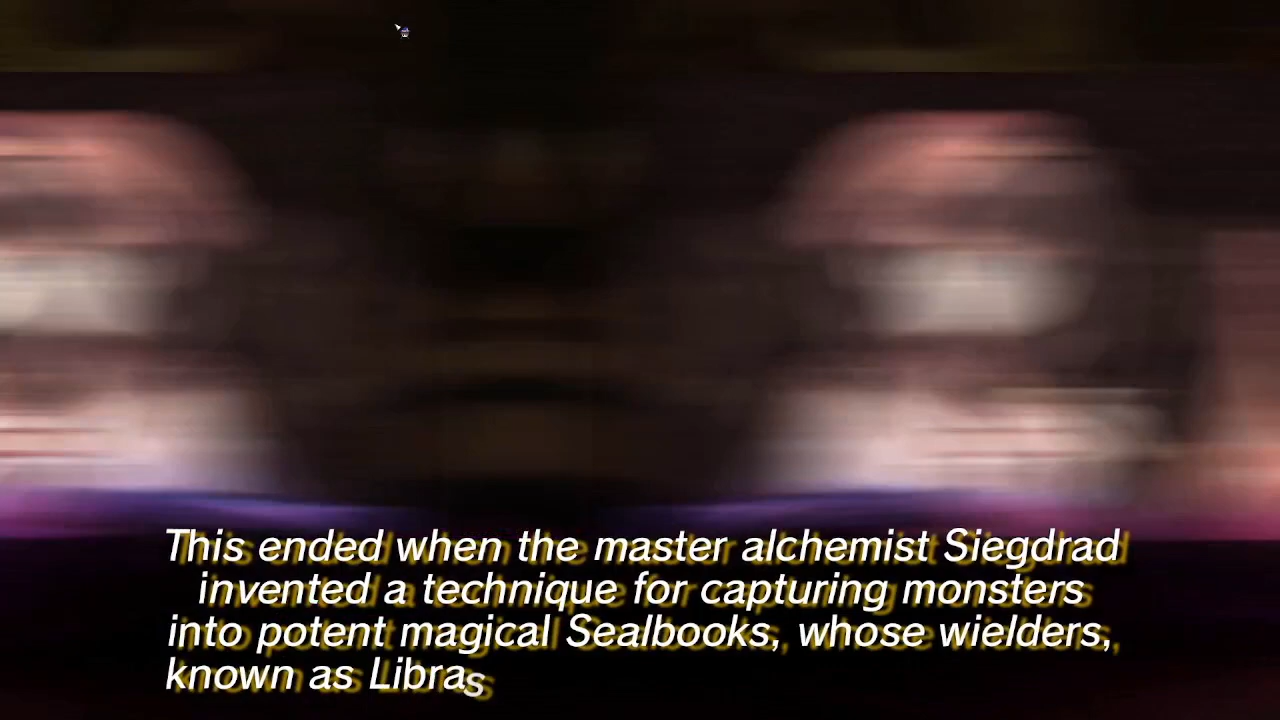 This ended when the master alchemist Siegdrad
invented a technique for capturing monsters
into potent magical Sealbooks, whose wielders,
known as Libras